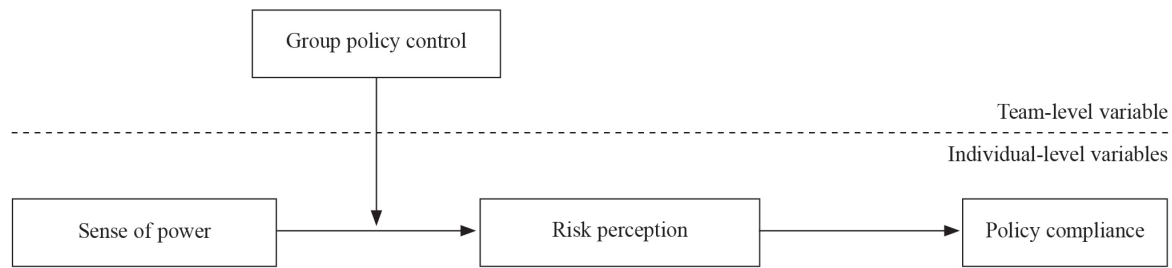 Group policy control
Team-level variable
Individual-level variables
Sense of power
Risk perception
Policy compliance